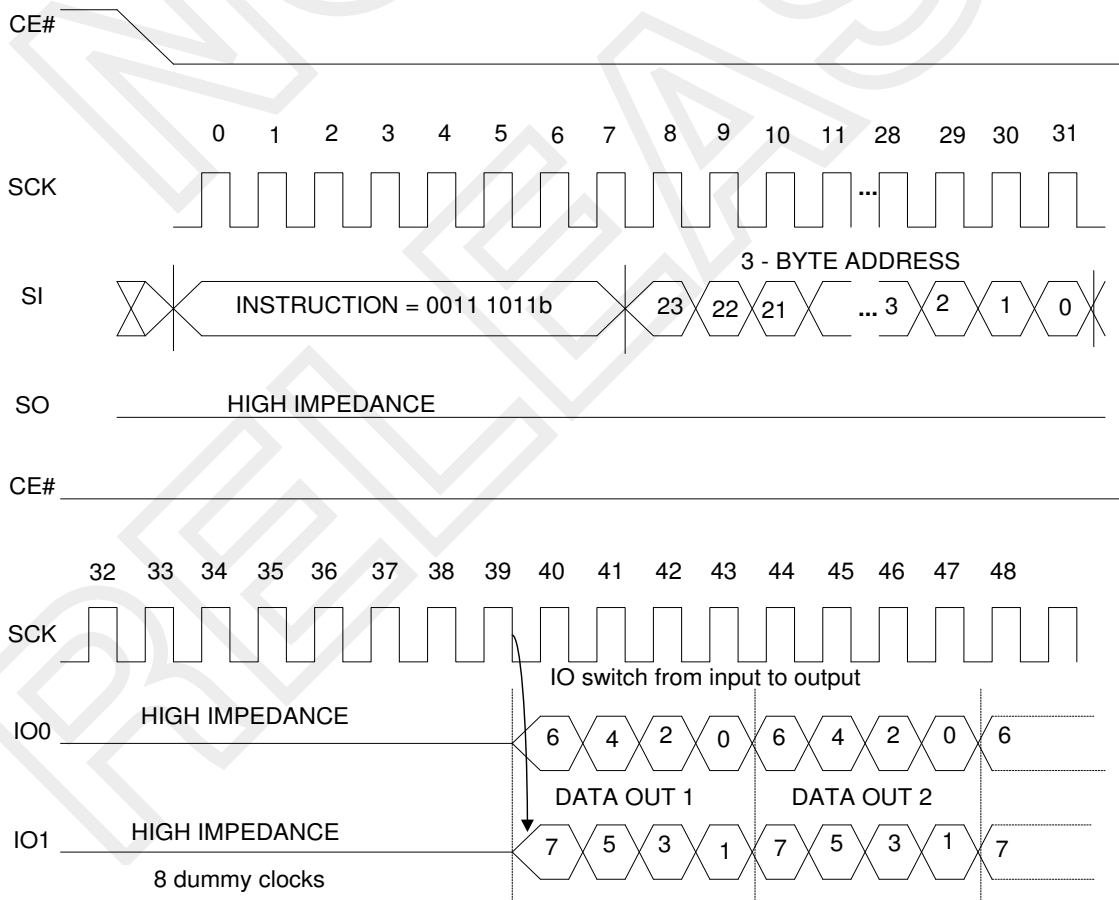 CE#
0 1 2 3 4 5 6 7 8 9 10 11 28 29 30 31
SCK ...
3 - BYTE ADDRESS
SI INSTRUCTION = 0011 1011b 23 22 21 ... 3 2 1 0
SO HIGH IMPEDANCE
CE#
32 33 34 35 36 37 38 39 40 41 42 43 44 45 46 47 48
SCK
IO switch from input to output
IO0 HIGH IMPEDANCE 6 4 2 0 6 4 2 0 6
DATA OUT 1 DATA OUT 2
IO1 HIGH IMPEDANCE 7 5 3 1 7 5 3 1 7
8 dummy clocks